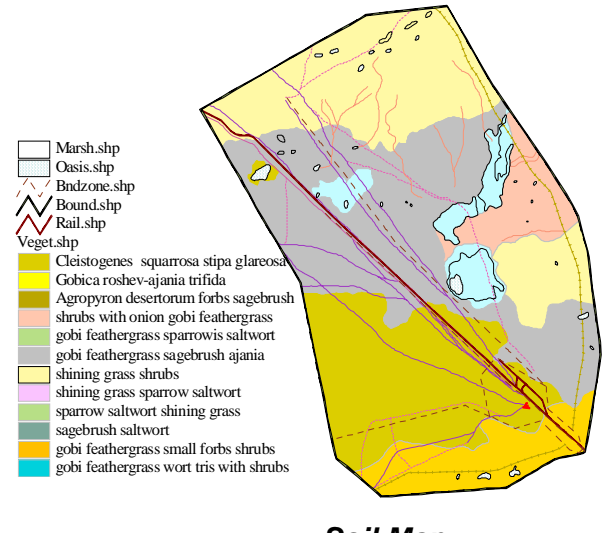 Marsh.shp
Oasis.shp
Bndzone.shp
Bound.shp
Rail.shp
Veget.shp
Cleistogenes squarrosa stipa glareosa
Gobica roshev-ajania trifida
Agropyron desertorum forbs sagebrush
shrubs with onion gobi feathergrass
gobi feathergrass sparrowis saltwort
gobi feathergrass sagebrush ajania
shining grass shrubs
shining grass sparrow saltwort
sparrow saltwort shining grass
sagebrush saltwort
gobi feathergrass small forbs shrubs
gobi feathergrass wort tris with shrubs
Soil Map